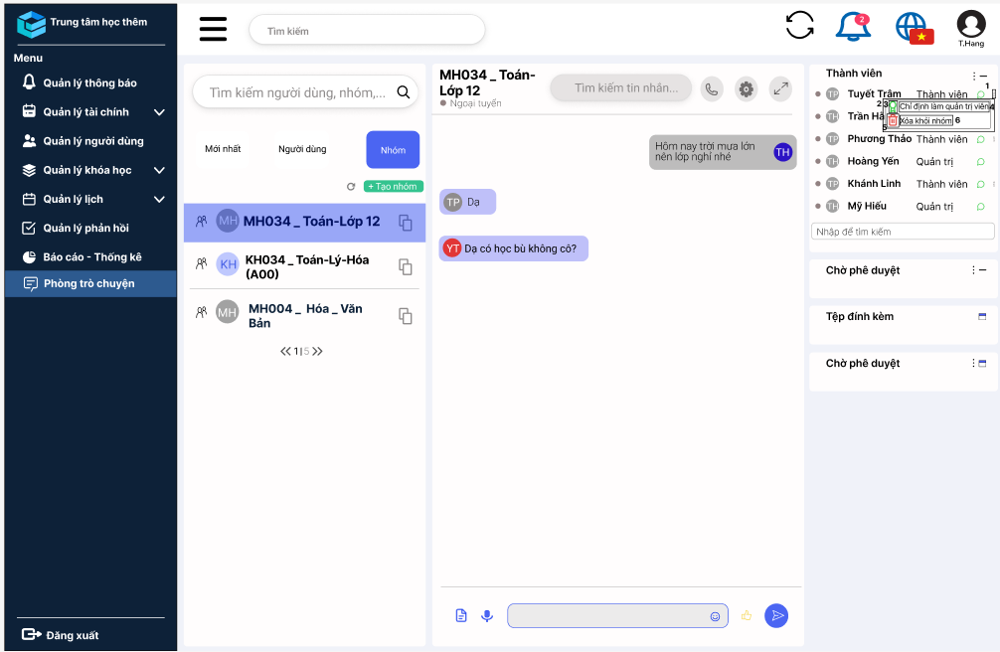 Trung tâm học thêm
Menu
Quản lý thông báo
Quản lý tài chính
Quản lý người dùng
Quản lý khóa học
Quản lý lịch
Quản lý phản hồi
Báo cáo - Thống kê
Phòng trò chuyện
Đăng xuất
Tìm kiếm
2
T.Hang
Tìm kiếm người dùng, nhóm,...
Mới nhất
Người dùng
Nhóm
+ Tạo nhóm
MH
MH034 _ Toán-Lớp 12
KH
KH034 _ Toán-Lý-Hóa
(A00)
MH
MH004 _ Hóa _ Văn
Bản
1|5
MH034 _ Toán-
Lớp 12
Ngoại tuyến
Tìm kiếm tin nhắn...
Hôm nay trời mưa lớn
nên lớp nghỉ nhé
TH
TP
Dạ
YT
Dạ có học bù không cô?
Thành viên
1
TP
Tuyết Trâm
Thành viên
2
3
Chỉ định làm quản trị viên
4
TH
Trần Hà
5
Xóa khỏi nhóm
6
TP
Phương Thảo
Thành viên
TH
Hoàng Yến
Quản trị
TP
Khánh Linh
Thành viên
TH
Mỹ Hiếu
Quản trị
Nhập để tìm kiếm
Chờ phê duyệt
Tệp đính kèm
Chờ phê duyệt